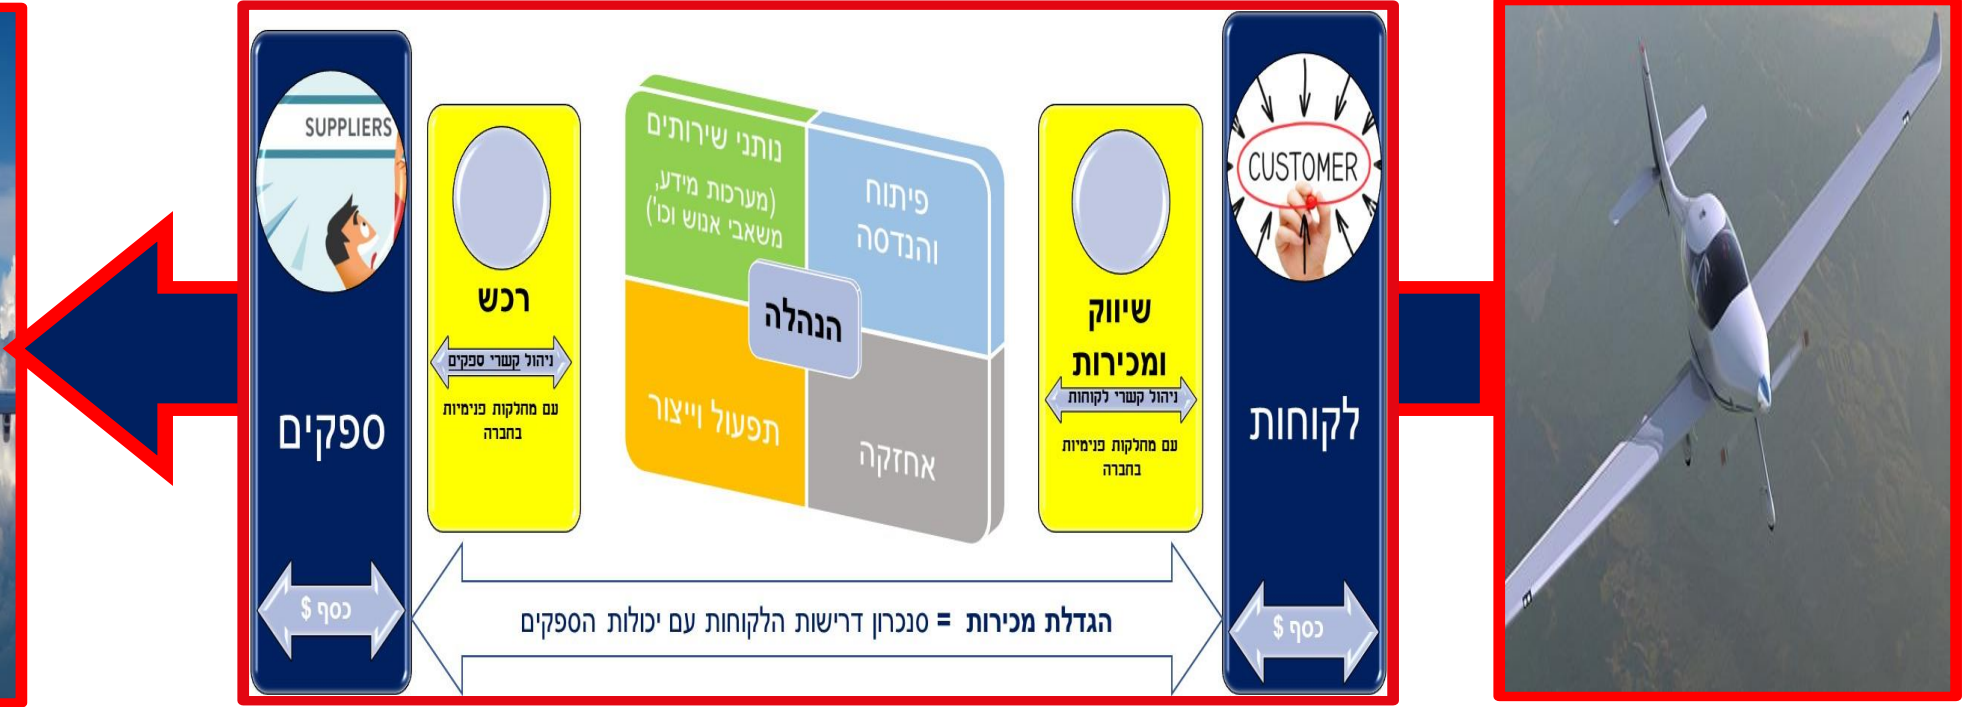 CUSTOMER
לקוחות
כסף $
שיווק
ומכירות
ניהול קשרי לקוחות
עם מחלקות פנימיות
בחברה
פיתוח
והנדסה
נותני שירותים
(מערכות מידע,
משאבי אנוש וכו')
הנהלה
אחזקה
תפעול וייצור
רכש
ניהול קשרי ספקים
עם מחלקות פנימיות
בחברה
SUPPLIERS
ספקים
כסף $
הגדלת מכירות = סנכרון דרישות הלקוחות עם יכולות הספקים